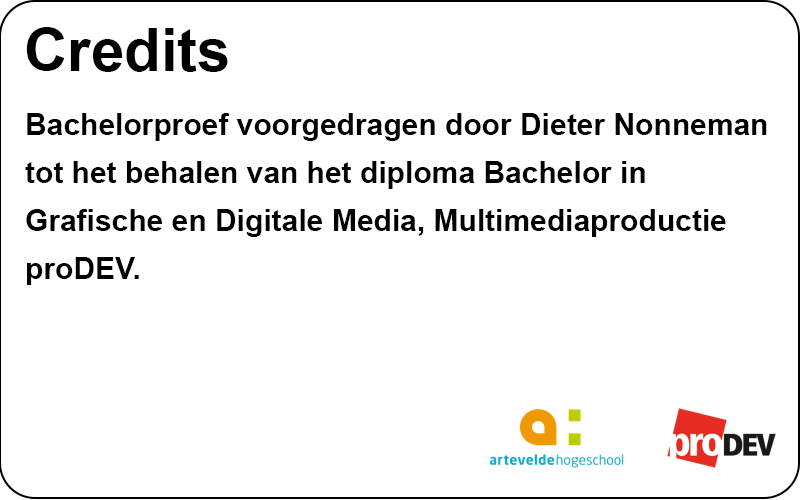 Credits
Bachelorproef voorgedragen door Dieter Nonneman
tot het behalen van het diploma Bachelor in
Grafische en Digitale Media, Multimediaproductie
proDEV.
a:
arteveldehogeschool
proDEV